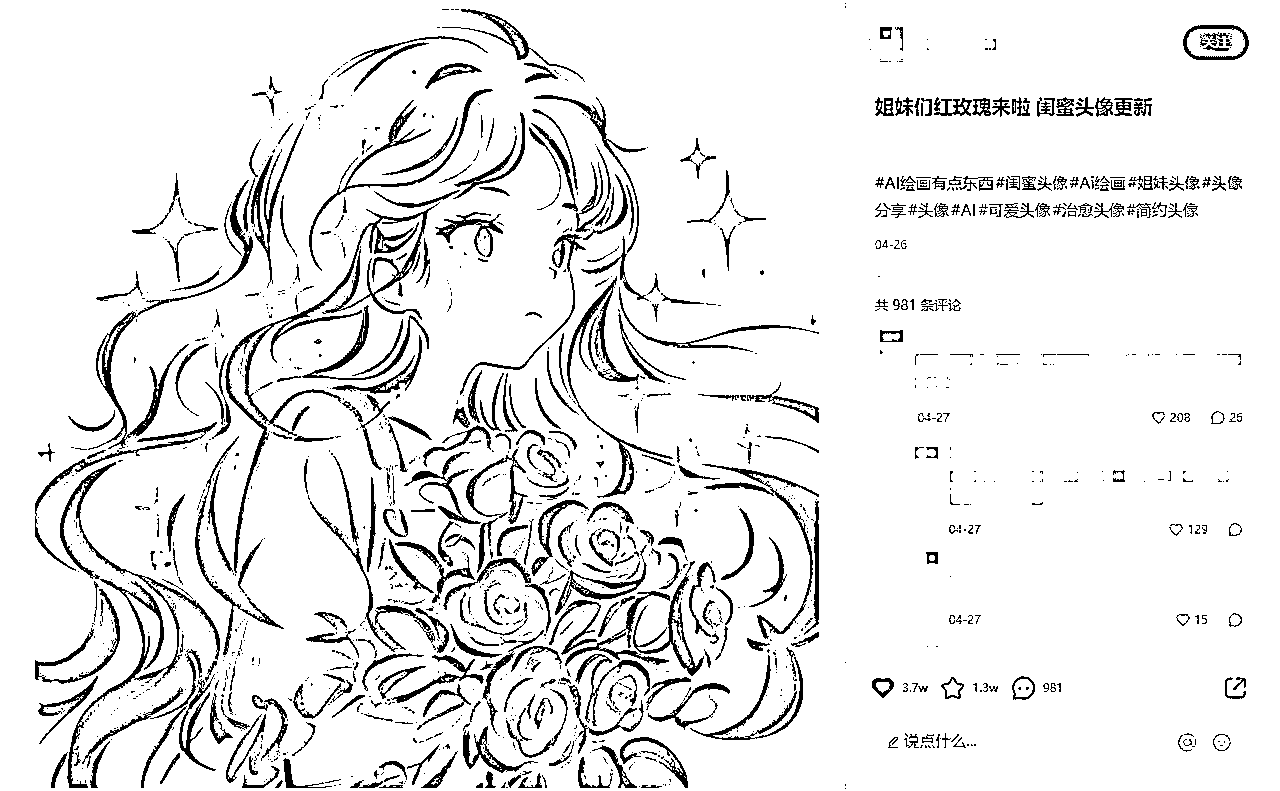 姐妹们红玫瑰来啦 闺蜜头像更新
#AI绘画有点东西#闺蜜头像#Ai绘画#姐妹头像#头像
分享#头像#AI#可爱头像#治愈头像#简约头像
04-26
共 981 条评论
04-27 208 26
04-27 129
04-27 15
3.7w 1.3w 981
说点什么...